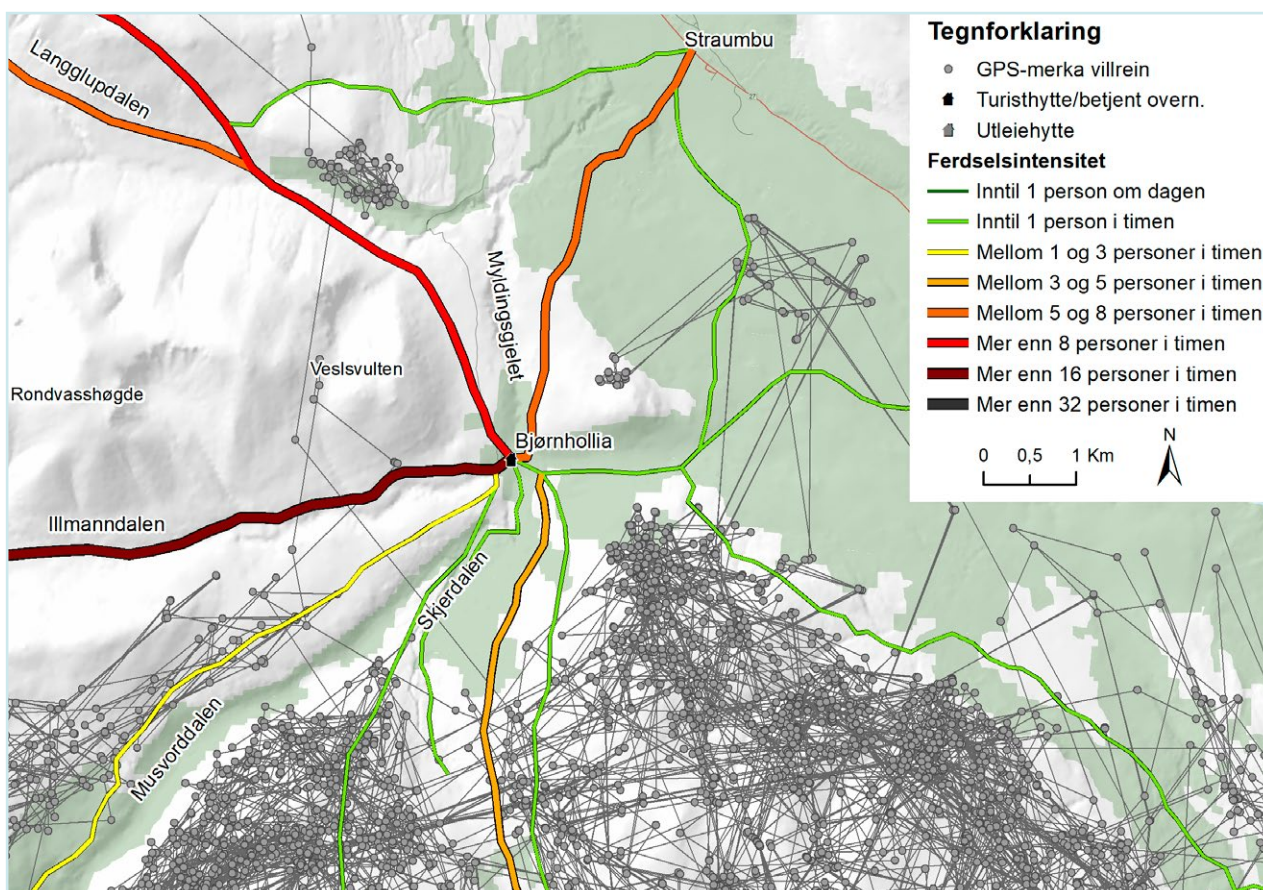 Langglupdalen
Straumbu
Myldingsgjelet
Veslsvulten
Rondvasshøgde
Bjørnhollia
Illmanndalen
Skjerdalen
Musvorddalen
Tegnforklaring
GPS-merka villrein
Turisthytte/betjent overn.
Utleiehytte
Ferdselsintensitet
Inntil 1 person om dagen
Inntil 1 person i timen
Mellom 1 og 3 personer i timen
Mellom 3 og 5 personer i timen
Mellom 5 og 8 personer i timen
Mer enn 8 personer i timen
Mer enn 16 personer i timen
Mer enn 32 personer i timen
0 0,5 1 Km
N